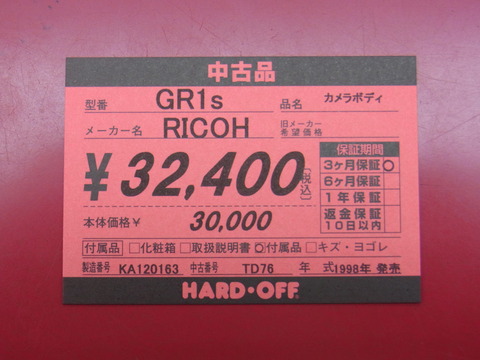 中古品
型番 GR1s 品名 カメラボディ
メーカー名 RICOH 旧メーカー希望価格
¥32,400 (税込)
本体価格¥ 30,000
保証期間
3ヶ月保証 ○
6ヶ月保証
1年保証
返金保証
10日以内
付属品 □化粧箱 □取扱説明書 ○付属品 □キズ・ヨゴレ
製造番号 KA120163 中古番号 TD76 年式 1998年 発売
HARD・OFF